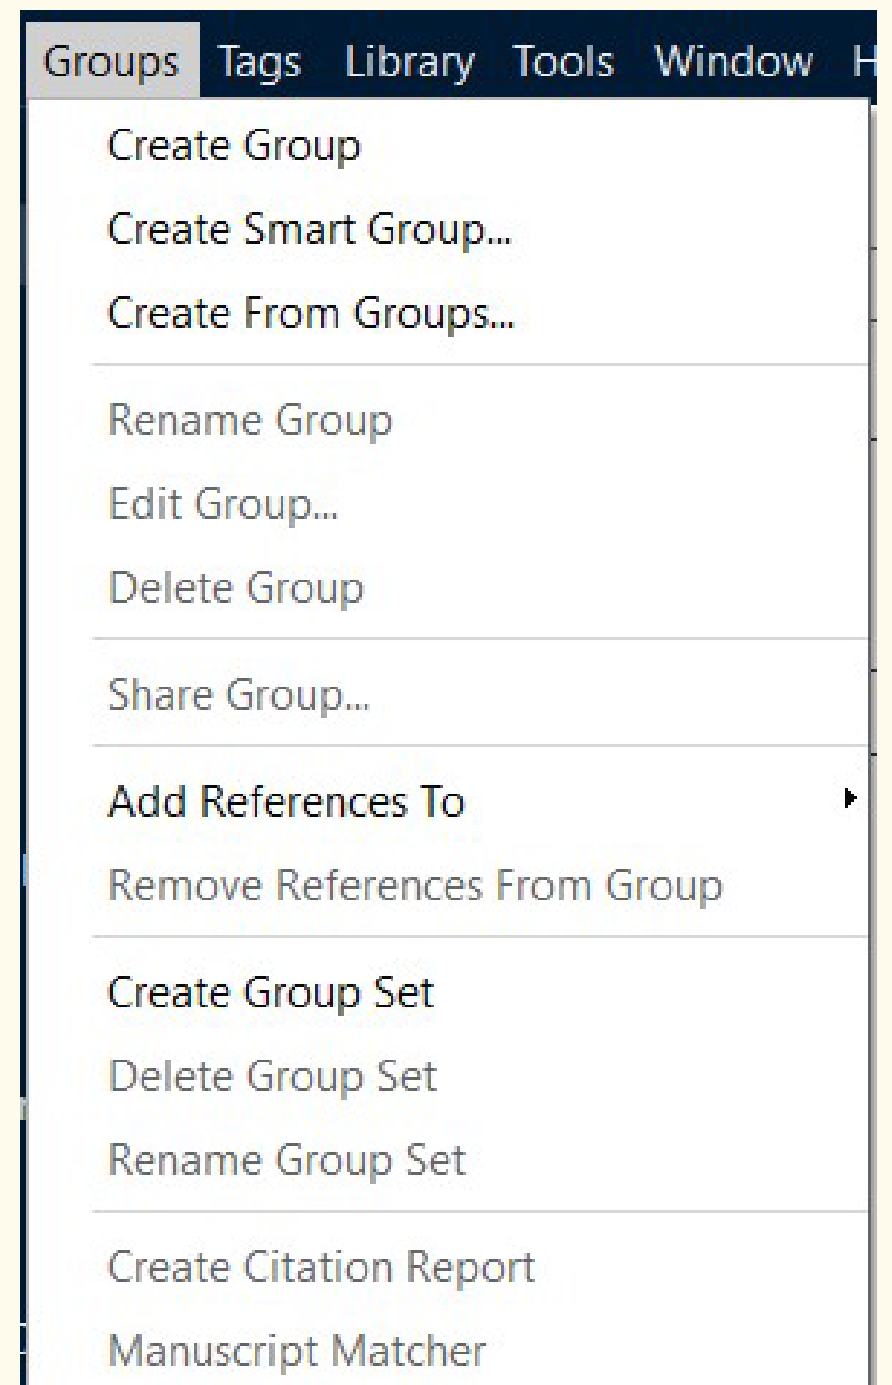 Groups Tags Library Tools Window H
Create Group
Create Smart Group...
Create From Groups...
Rename Group
Edit Group...
Delete Group
Share Group...
Add References To
Remove References From Group
Create Group Set
Delete Group Set
Rename Group Set
Create Citation Report
Manuscript Matcher